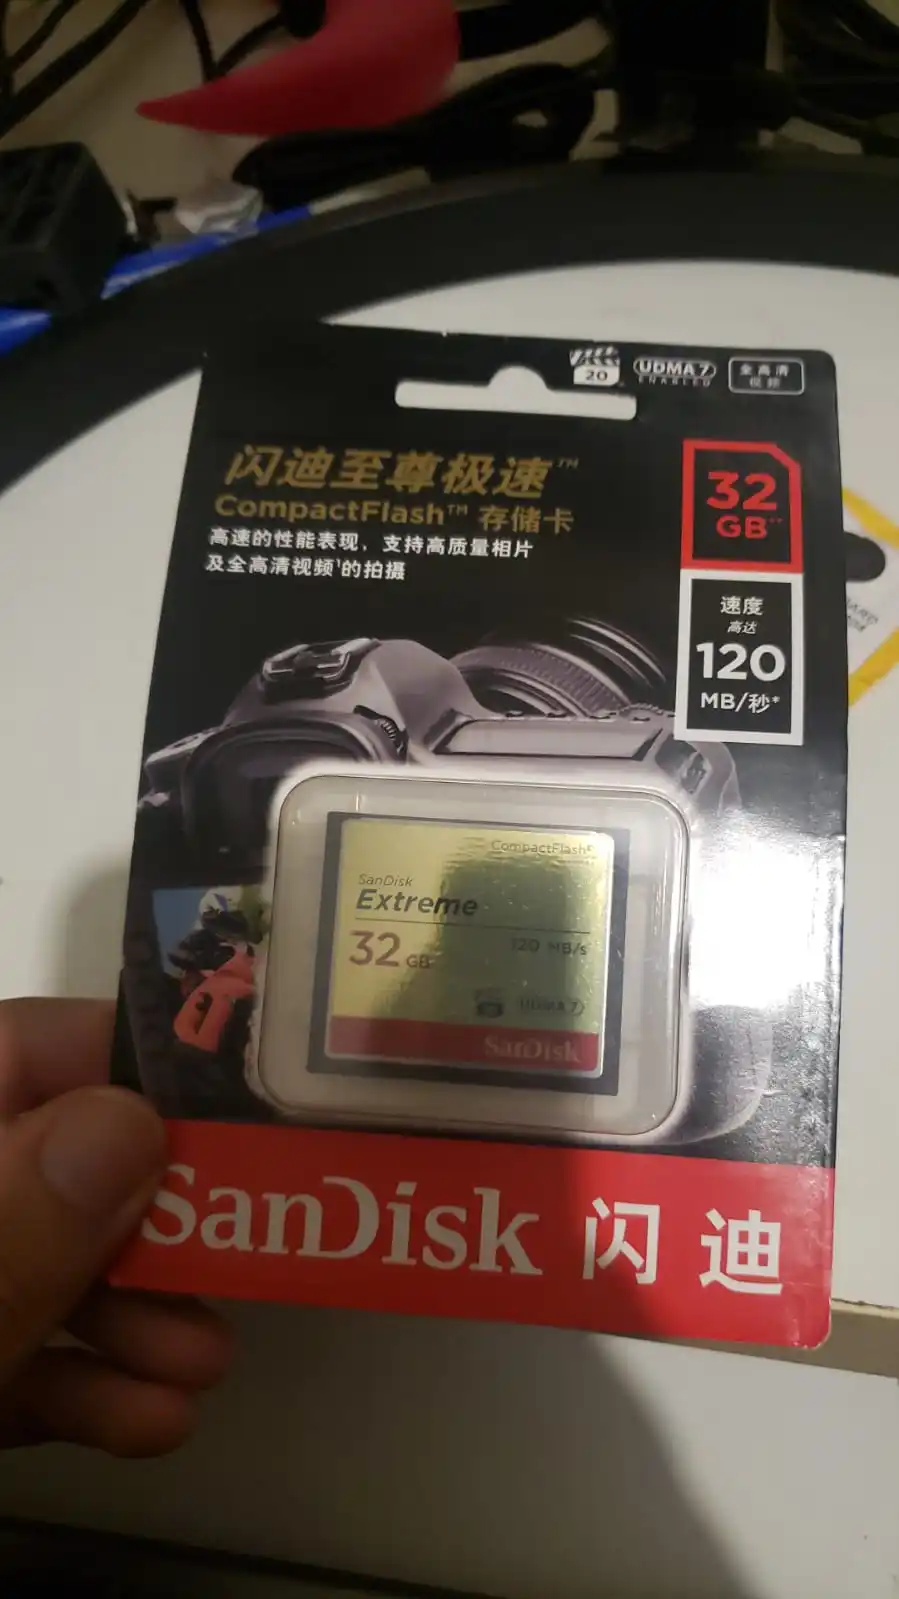 20
UDMA 7
ENABLED
全高清
视频
闪迪至尊极速™
CompactFlash™ 存储卡
高速的性能表现，支持高质量相片
及全高清视频¹的拍摄
32
GB**
速度
高达
120
MB/秒*
CompactFlash®
SanDisk
Extreme
32 GB
120 MB/s
UDMA 7
SanDisk
SanDisk 闪迪